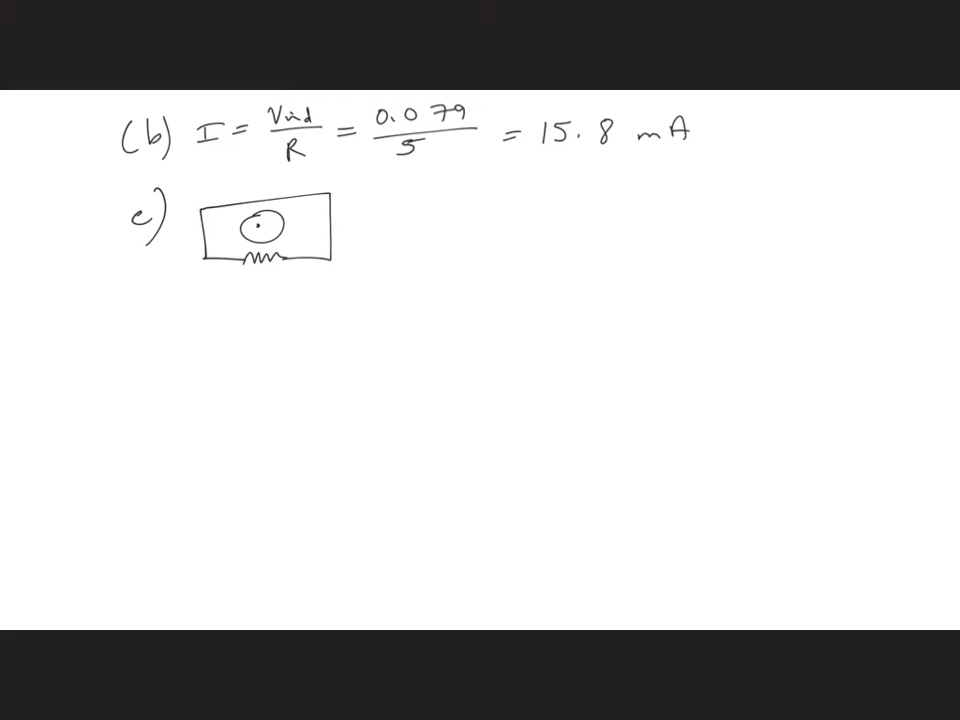 (b) I = Vind/R = 0.079/5 = 15.8 mA
c)